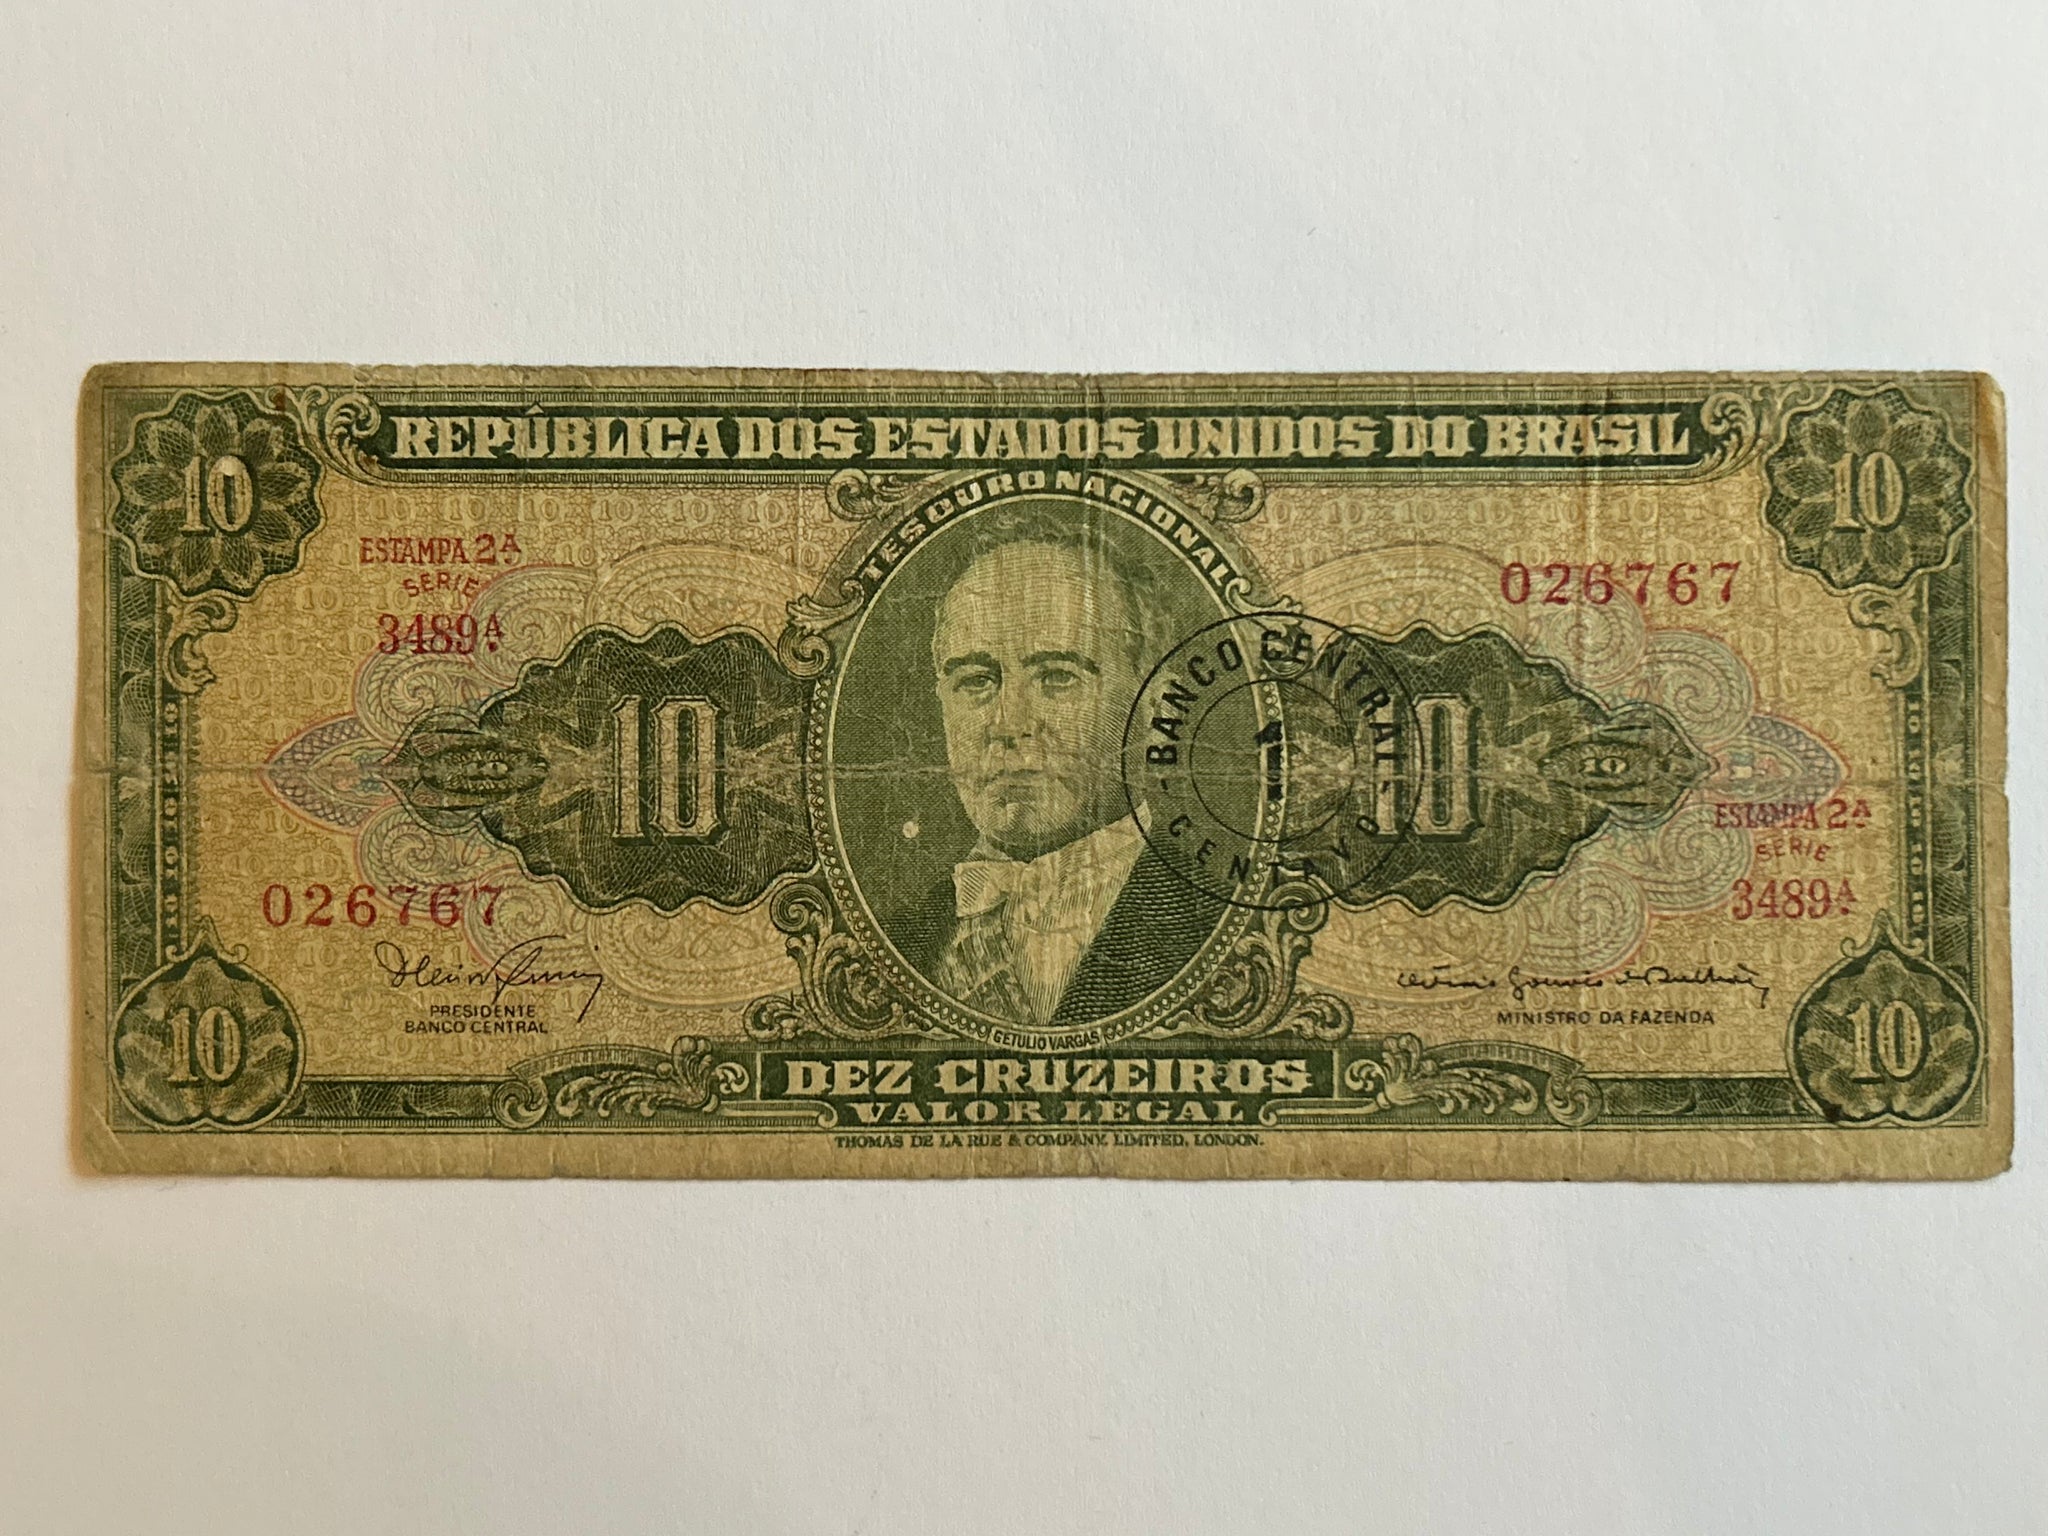 REPÚBLICA DOS ESTADOS UNIDOS DO BRASIL
TESOURO NACIONAL
10
10
ESTAMPA 2A
SERIE
3489A
026767
10
10
BANCO CENTRAL
1
CENTAVO
10
ESTAMPA 2A
SERIE
3489A
026767
PRESIDENTE
BANCO CENTRAL
MINISTRO DA FAZENDA
GETULIO VARGAS
10
10
DEZ CRUZEIROS
VALOR LEGAL
THOMAS DE LA RUE & COMPANY, LIMITED, LONDON.